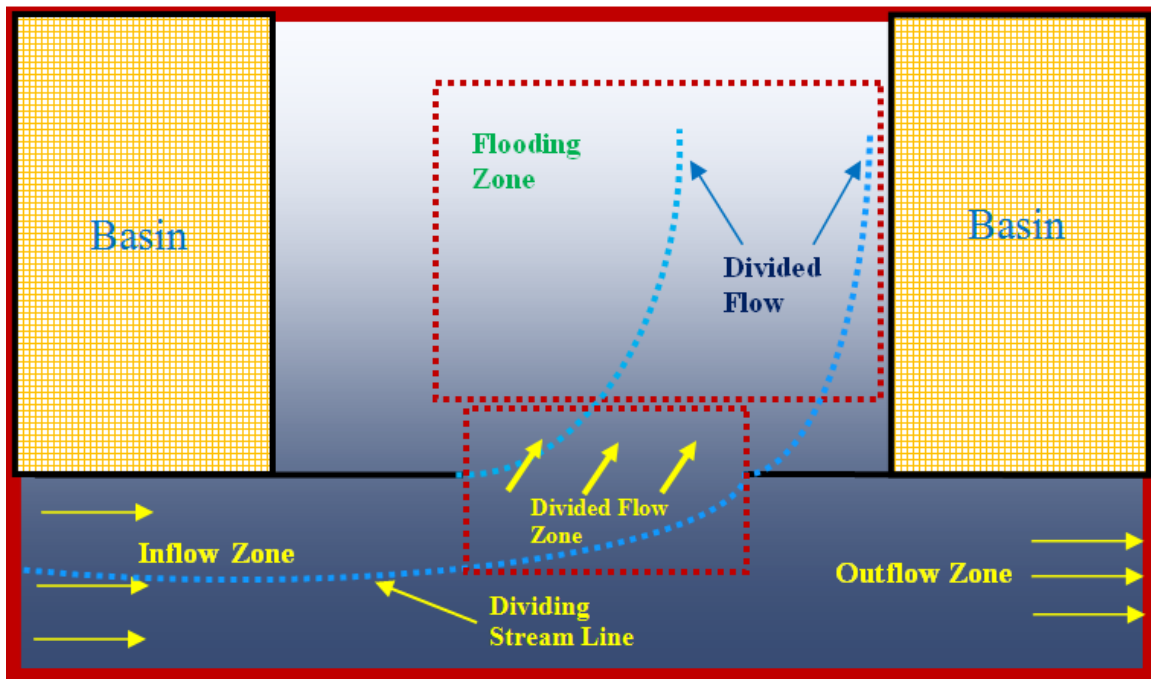 Flooding
Zone
Basin
Basin
Divided
Flow
Divided Flow
Zone
Inflow Zone
Outflow Zone
Dividing
Stream Line